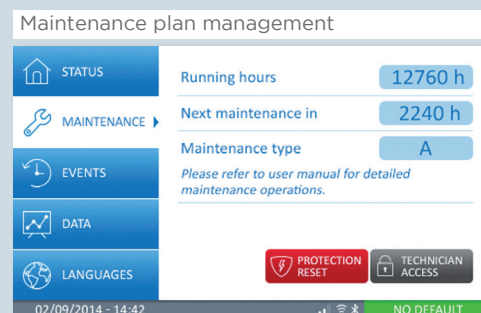 Maintenance plan management
STATUS
Running hours 12760 h
MAINTENANCE
Next maintenance in 2240 h
Maintenance type A
EVENTS
Please refer to user manual for detailed
maintenance operations.
DATA
PROTECTION
RESET
TECHNICIAN
ACCESS
LANGUAGES
02/09/2014 - 14:42
NO DEFAULT